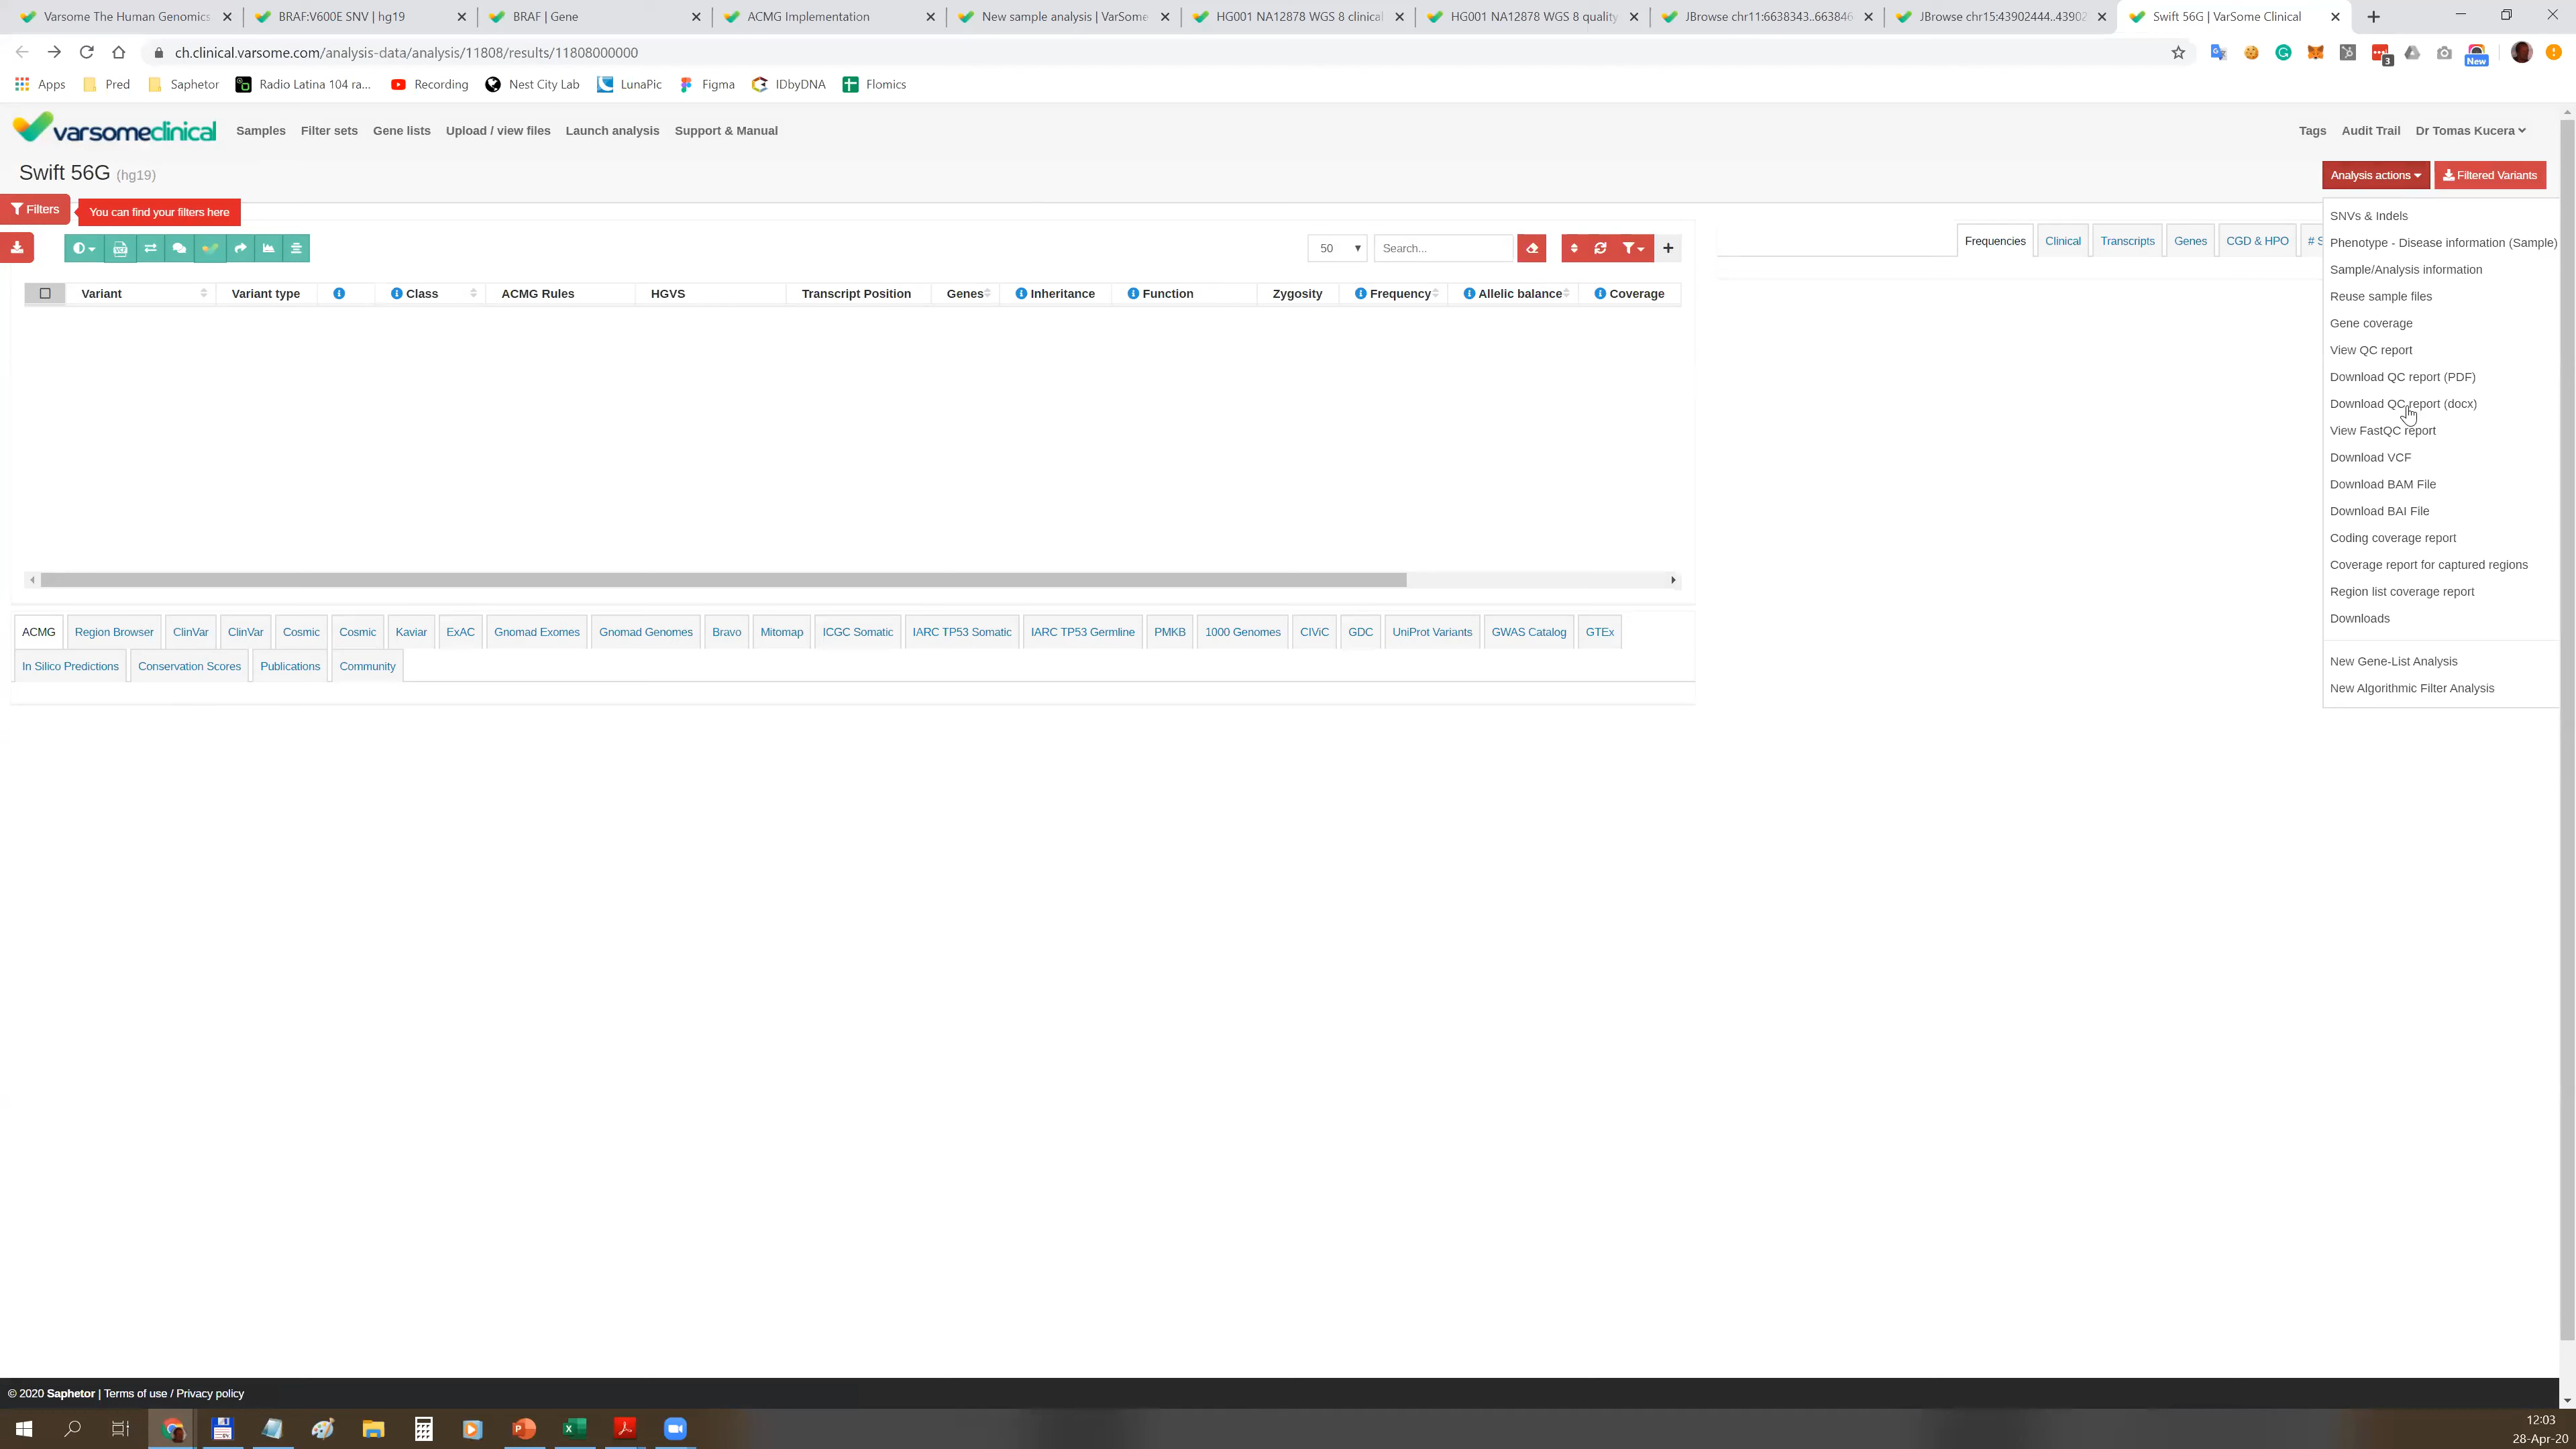 Varsome The Human Genomics
BRAF:V600E SNV | hg19
BRAF | Gene
ACMG Implementation
New sample analysis | VarSome
HG001 NA12878 WGS 8 clinical
HG001 NA12878 WGS 8 quality
JBrowse chr11:6638343..663846
JBrowse chr15:43902444..43902
Swift 56G | VarSome Clinical
ch.clinical.varsome.com/analysis-data/analysis/11808/results/11808000000
3
New
Apps
Pred
Saphetor
Radio Latina 104 ra...
Recording
Nest City Lab
LunaPic
Figma
IDbyDNA
Flomics
varsomeclinical
Samples
Filter sets
Gene lists
Upload / view files
Launch analysis
Support & Manual
Tags
Audit Trail
Dr Tomas Kucera
Swift 56G (hg19)
Analysis actions
Filtered Variants
Filters
You can find your filters here
50
Search...
Frequencies
Clinical
Transcripts
Genes
CGD & HPO
# S
Variant
Variant type
Class
ACMG Rules
HGVS
Transcript Position
Genes
Inheritance
Function
Zygosity
Frequency
Allelic balance
Coverage
SNVs & Indels
Phenotype - Disease information (Sample)
Sample/Analysis information
Reuse sample files
Gene coverage
View QC report
Download QC report (PDF)
Download QC report (docx)
View FastQC report
Download VCF
Download BAM File
Download BAI File
Coding coverage report
Coverage report for captured regions
Region list coverage report
Downloads
New Gene-List Analysis
New Algorithmic Filter Analysis
ACMG
Region Browser
ClinVar
ClinVar
Cosmic
Cosmic
Kaviar
ExAC
Gnomad Exomes
Gnomad Genomes
Bravo
Mitomap
ICGC Somatic
IARC TP53 Somatic
IARC TP53 Germline
PMKB
1000 Genomes
CIViC
GDC
UniProt Variants
GWAS Catalog
GTEx
In Silico Predictions
Conservation Scores
Publications
Community
© 2020 Saphetor | Terms of use / Privacy policy
12:03
28-Apr-20